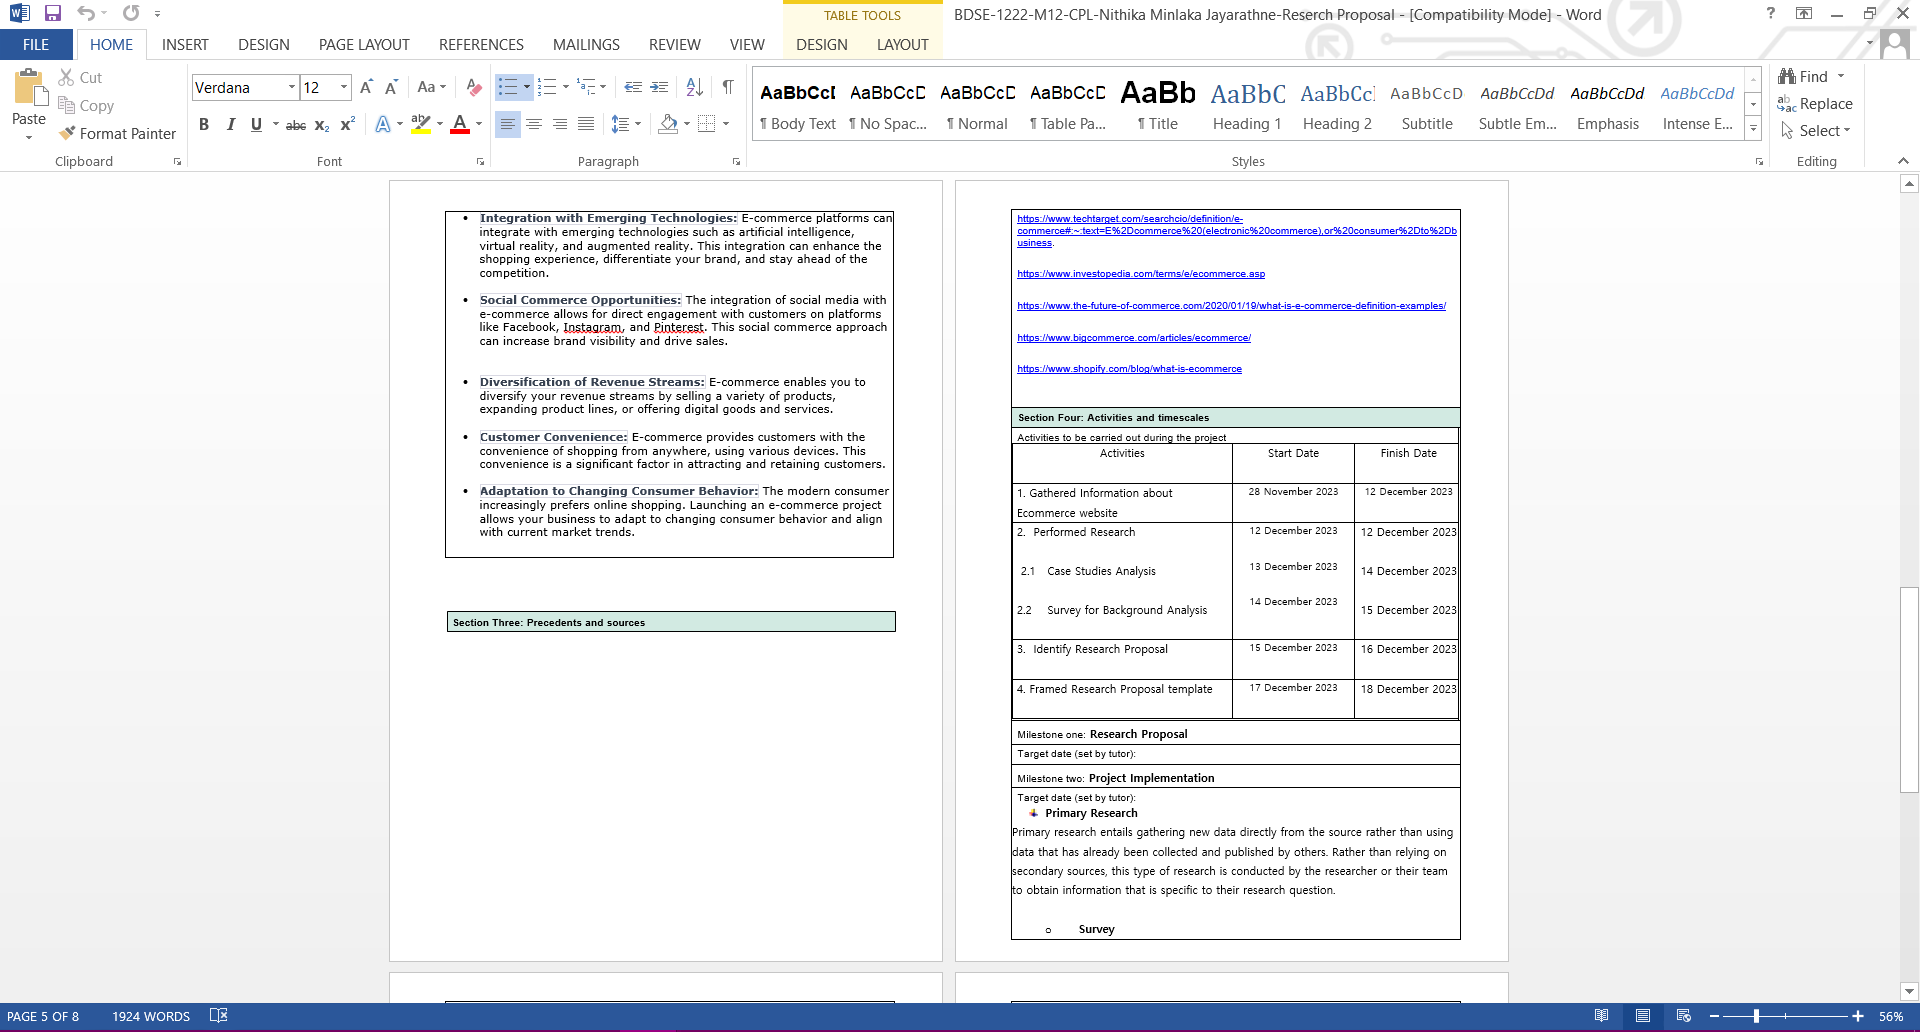 TABLE TOOLS
BDSE-1222-M12-CPL-Nithika Minlaka Jayarathne-Reserch Proposal - [Compatibility Mode] - Word
FILE HOME INSERT DESIGN PAGE LAYOUT REFERENCES MAILINGS REVIEW VIEW DESIGN LAYOUT
Paste
Cut
Copy
Format Painter
Clipboard
Verdana 12
Font
Paragraph
AaBbCcI AaBbCcD AaBbCcD AaBbCcD AaBb AaBbC AaBbCcI AaBbCcD AaBbCcDd AaBbCcDd AaBbCcDd
¶ Body Text ¶ No Spac... ¶ Normal ¶ Table Pa... ¶ Title Heading 1 Heading 2 Subtitle Subtle Em... Emphasis Intense E...
Styles
Find
Replace
Select
Editing
• Integration with Emerging Technologies: E-commerce platforms can
integrate with emerging technologies such as artificial intelligence,
virtual reality, and augmented reality. This integration can enhance the
shopping experience, differentiate your brand, and stay ahead of the
competition.
• Social Commerce Opportunities: The integration of social media with
e-commerce allows for direct engagement with customers on platforms
like Facebook, Instagram, and Pinterest. This social commerce approach
can increase brand visibility and drive sales.
• Diversification of Revenue Streams: E-commerce enables you to
diversify your revenue streams by selling a variety of products,
expanding product lines, or offering digital goods and services.
• Customer Convenience: E-commerce provides customers with the
convenience of shopping from anywhere, using various devices. This
convenience is a significant factor in attracting and retaining customers.
• Adaptation to Changing Consumer Behavior: The modern consumer
increasingly prefers online shopping. Launching an e-commerce project
allows your business to adapt to changing consumer behavior and align
with current market trends.
Section Three: Precedents and sources
https://www.techtarget.com/searchcio/definition/e-
commerce#:~:text=E%2Dcommerce%20(electronic%20commerce),or%20consumer%2Dto%2Db
usiness.
https://www.investopedia.com/terms/e/ecommerce.asp
https://www.the-future-of-commerce.com/2020/01/19/what-is-e-commerce-definition-examples/
https://www.bigcommerce.com/articles/ecommerce/
https://www.shopify.com/blog/what-is-ecommerce
Section Four: Activities and timescales
Activities to be carried out during the project
Activities Start Date Finish Date
1. Gathered Information about 28 November 2023 12 December 2023
Ecommerce website
2. Performed Research 12 December 2023 12 December 2023
2.1 Case Studies Analysis 13 December 2023 14 December 2023
2.2 Survey for Background Analysis 14 December 2023 15 December 2023
3. Identify Research Proposal 15 December 2023 16 December 2023
4. Framed Research Proposal template 17 December 2023 18 December 2023
Milestone one: Research Proposal
Target date (set by tutor):
Milestone two: Project Implementation
Target date (set by tutor):
Primary Research
Primary research entails gathering new data directly from the source rather than using
data that has already been collected and published by others. Rather than relying on
secondary sources, this type of research is conducted by the researcher or their team
to obtain information that is specific to their research question.
o Survey
PAGE 5 OF 8 1924 WORDS 56%